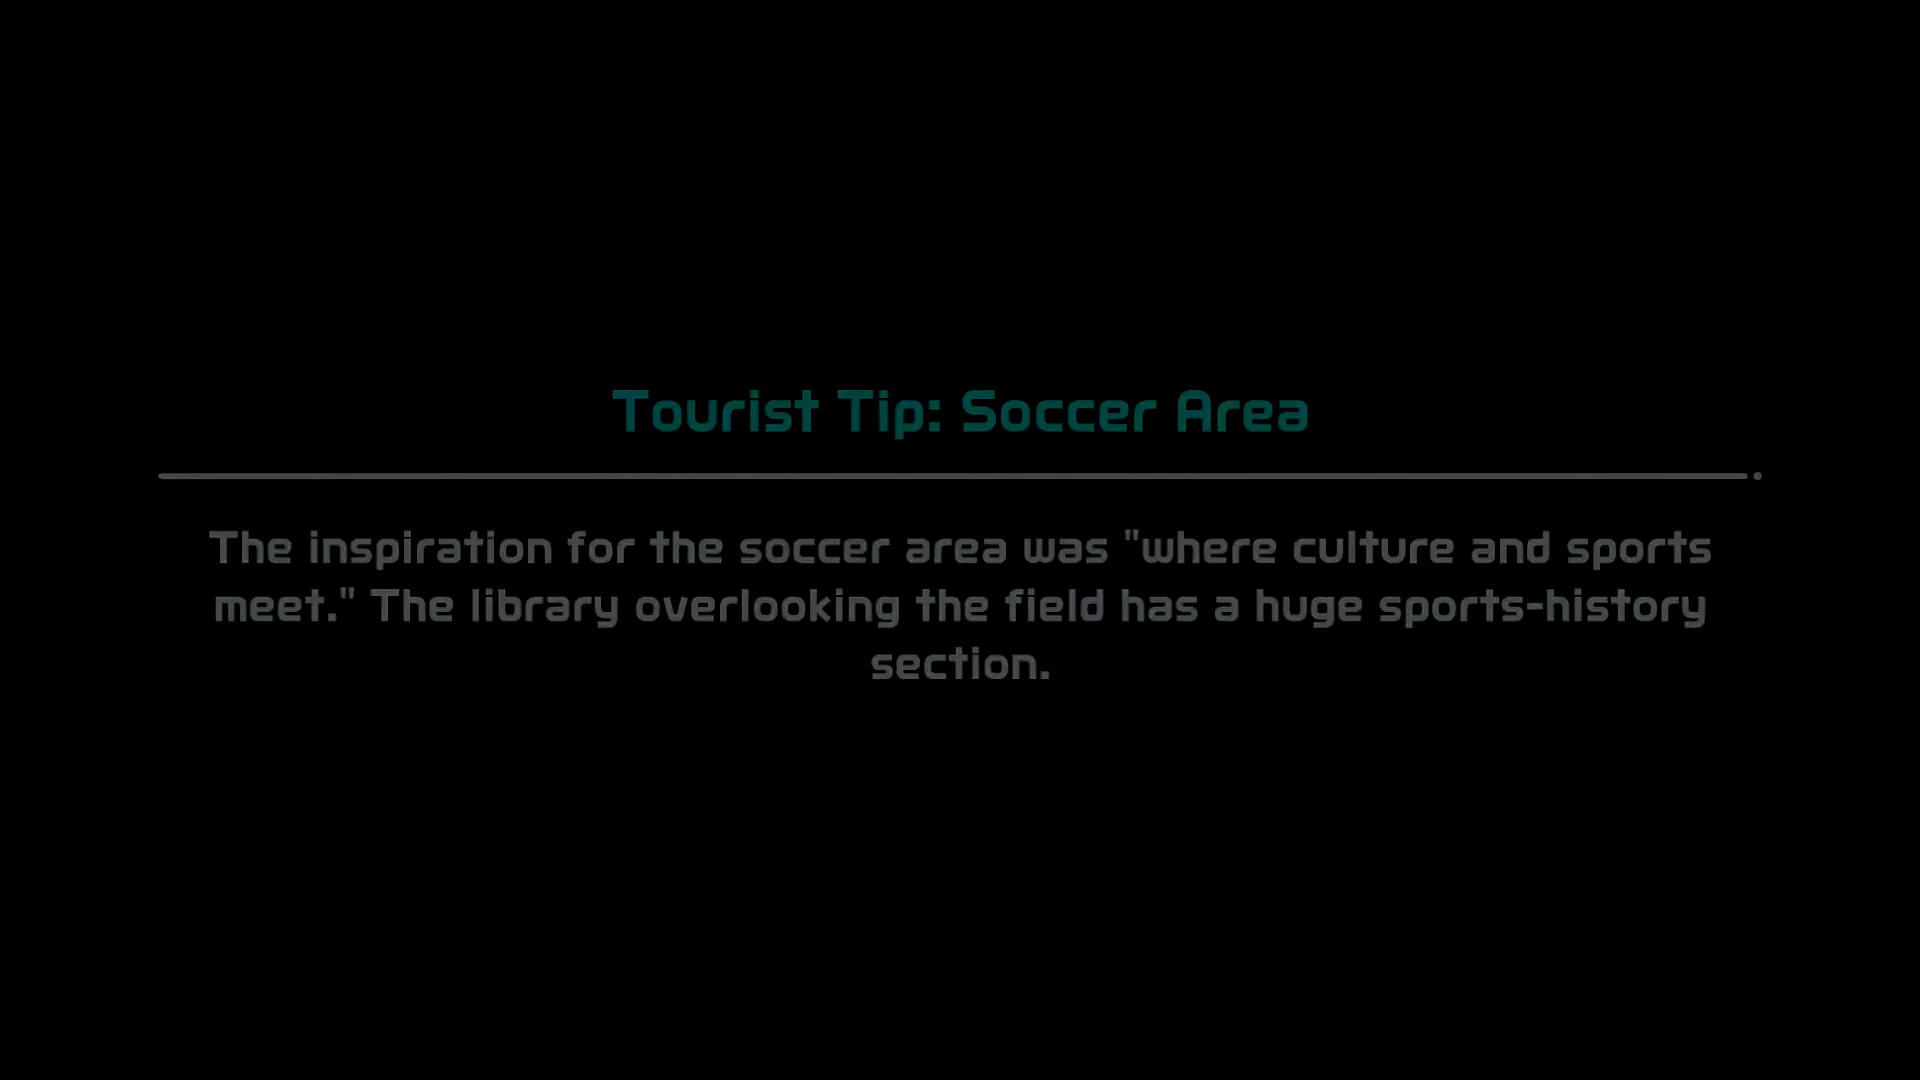 Tourist Tip: Soccer Area
The inspiration for the soccer area was "where culture and sports
meet." The library overlooking the field has a huge sports-history
section.